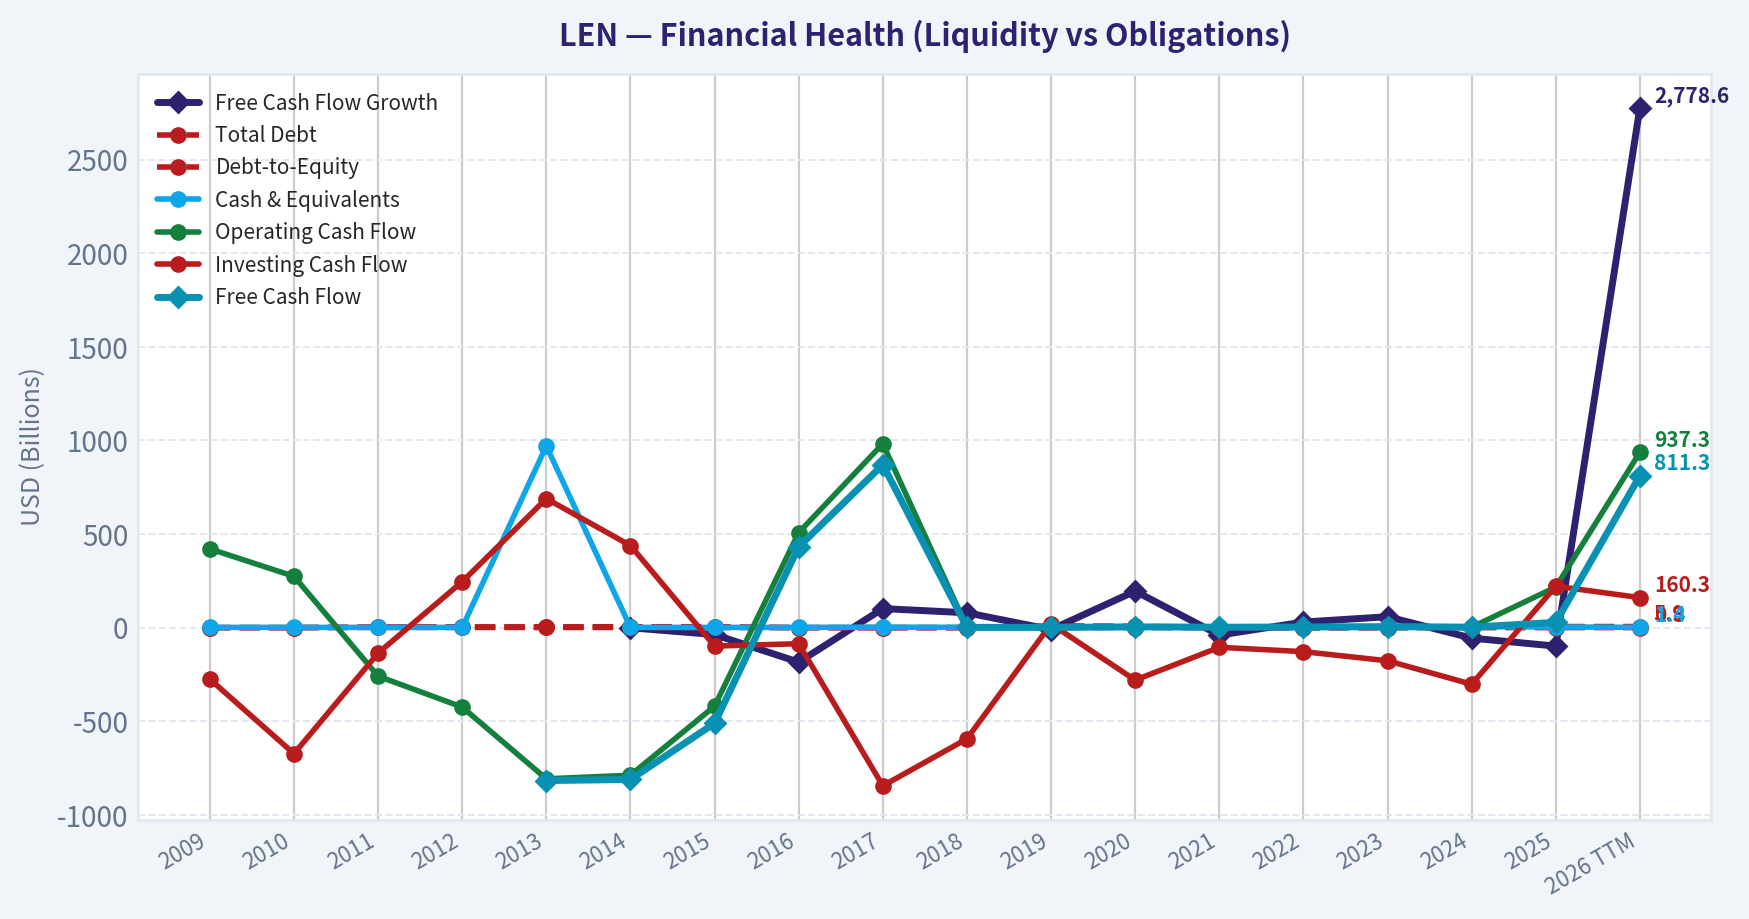 LEN — Financial Health (Liquidity vs Obligations)
Free Cash Flow Growth
Total Debt
Debt-to-Equity
Cash & Equivalents
Operating Cash Flow
Investing Cash Flow
Free Cash Flow
USD (Billions)
2500
2000
1500
1000
500
0
-500
-1000
2,778.6
937.3
811.3
160.3
2009
2010
2011
2012
2013
2014
2015
2016
2017
2018
2019
2020
2021
2022
2023
2024
2025
2026 TTM